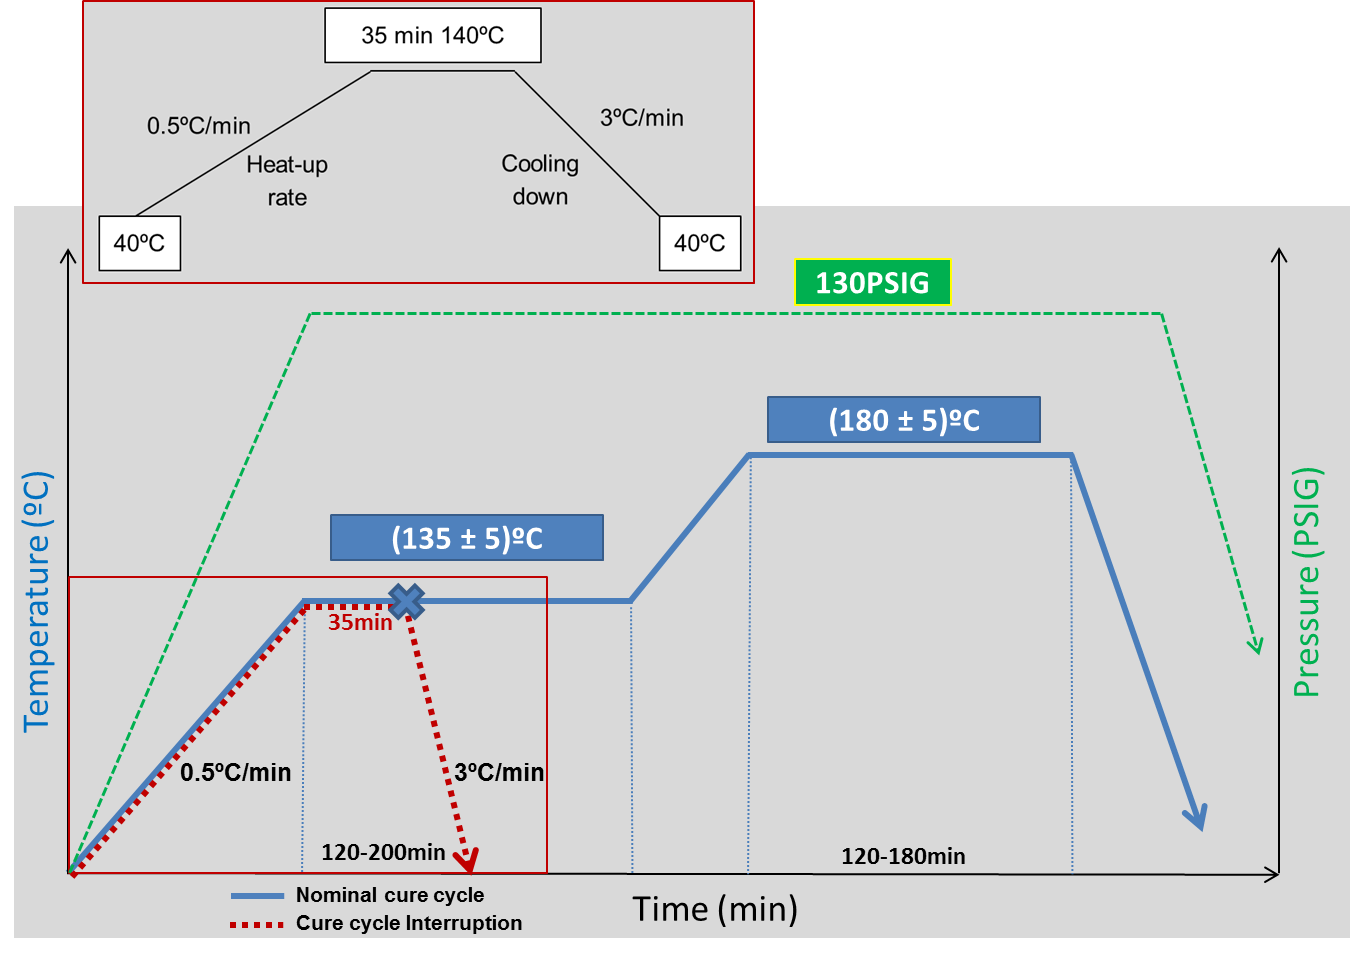 35 min 140ºC
0.5ºC/min
3ºC/min
Heat-up
rate
Cooling
down
40ºC
40ºC
130PSIG
(180 ± 5)ºC
(135 ± 5)ºC
Temperature (ºC)
Pressure (PSIG)
35min
0.5ºC/min
3ºC/min
120-200min
120-180min
Nominal cure cycle
Cure cycle Interruption
Time (min)